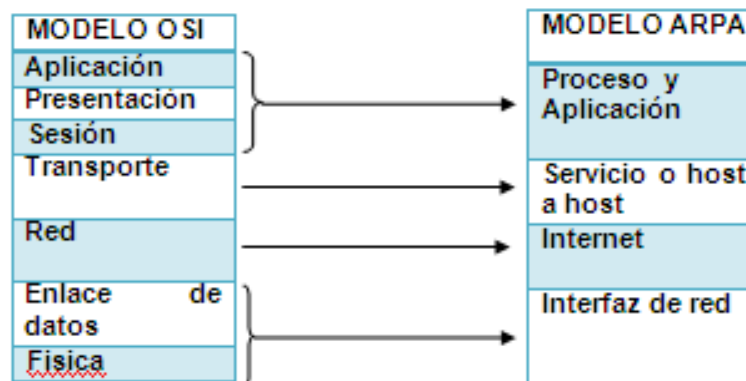 MODELO OSI
Aplicación
Presentación
Sesión
Transporte
Red
Enlace de
datos
Fisica
MODELO ARPA
Proceso y
Aplicación
Servicio o host
a host
Internet
Interfaz de red